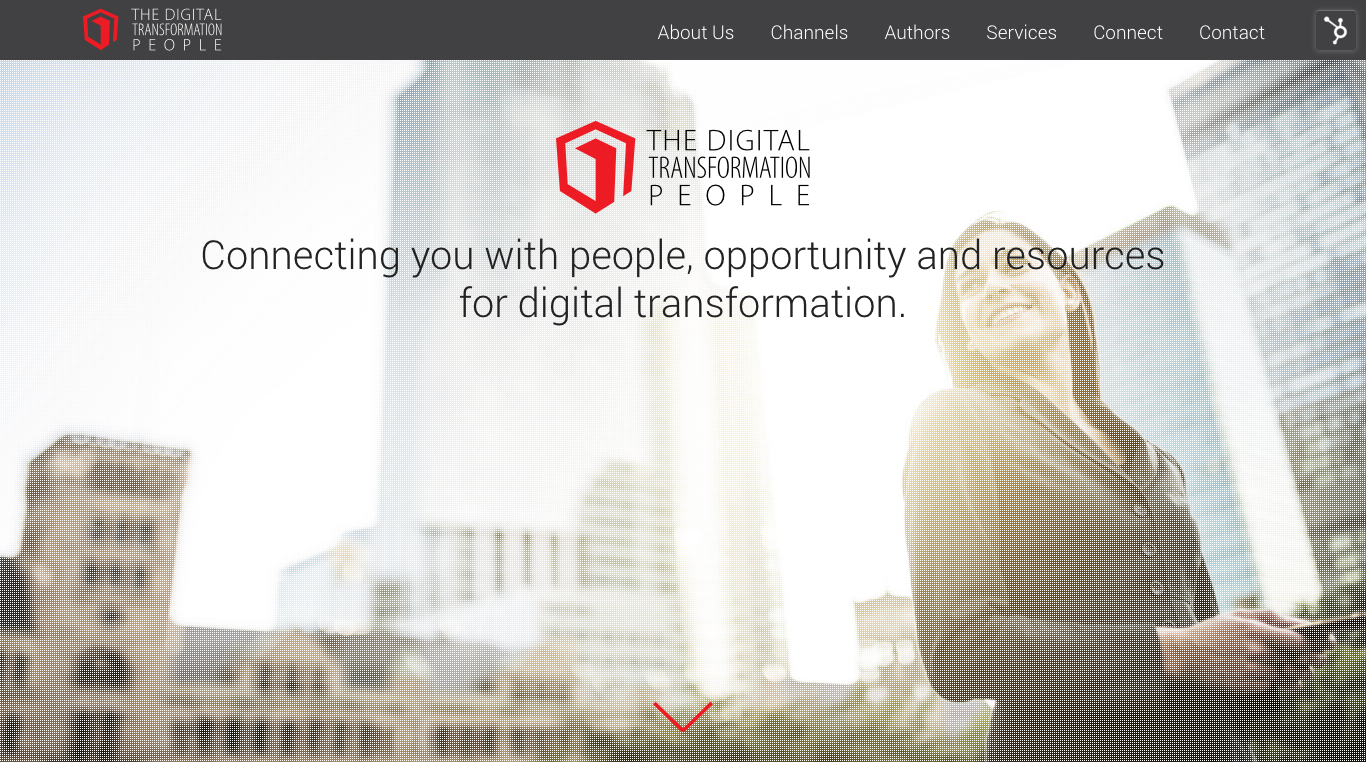 THE DIGITAL
TRANSFORMATION
PEOPLE
About Us Channels Authors Services Connect Contact
THE DIGITAL
TRANSFORMATION
PEOPLE
Connecting you with people, opportunity and resources
for digital transformation.